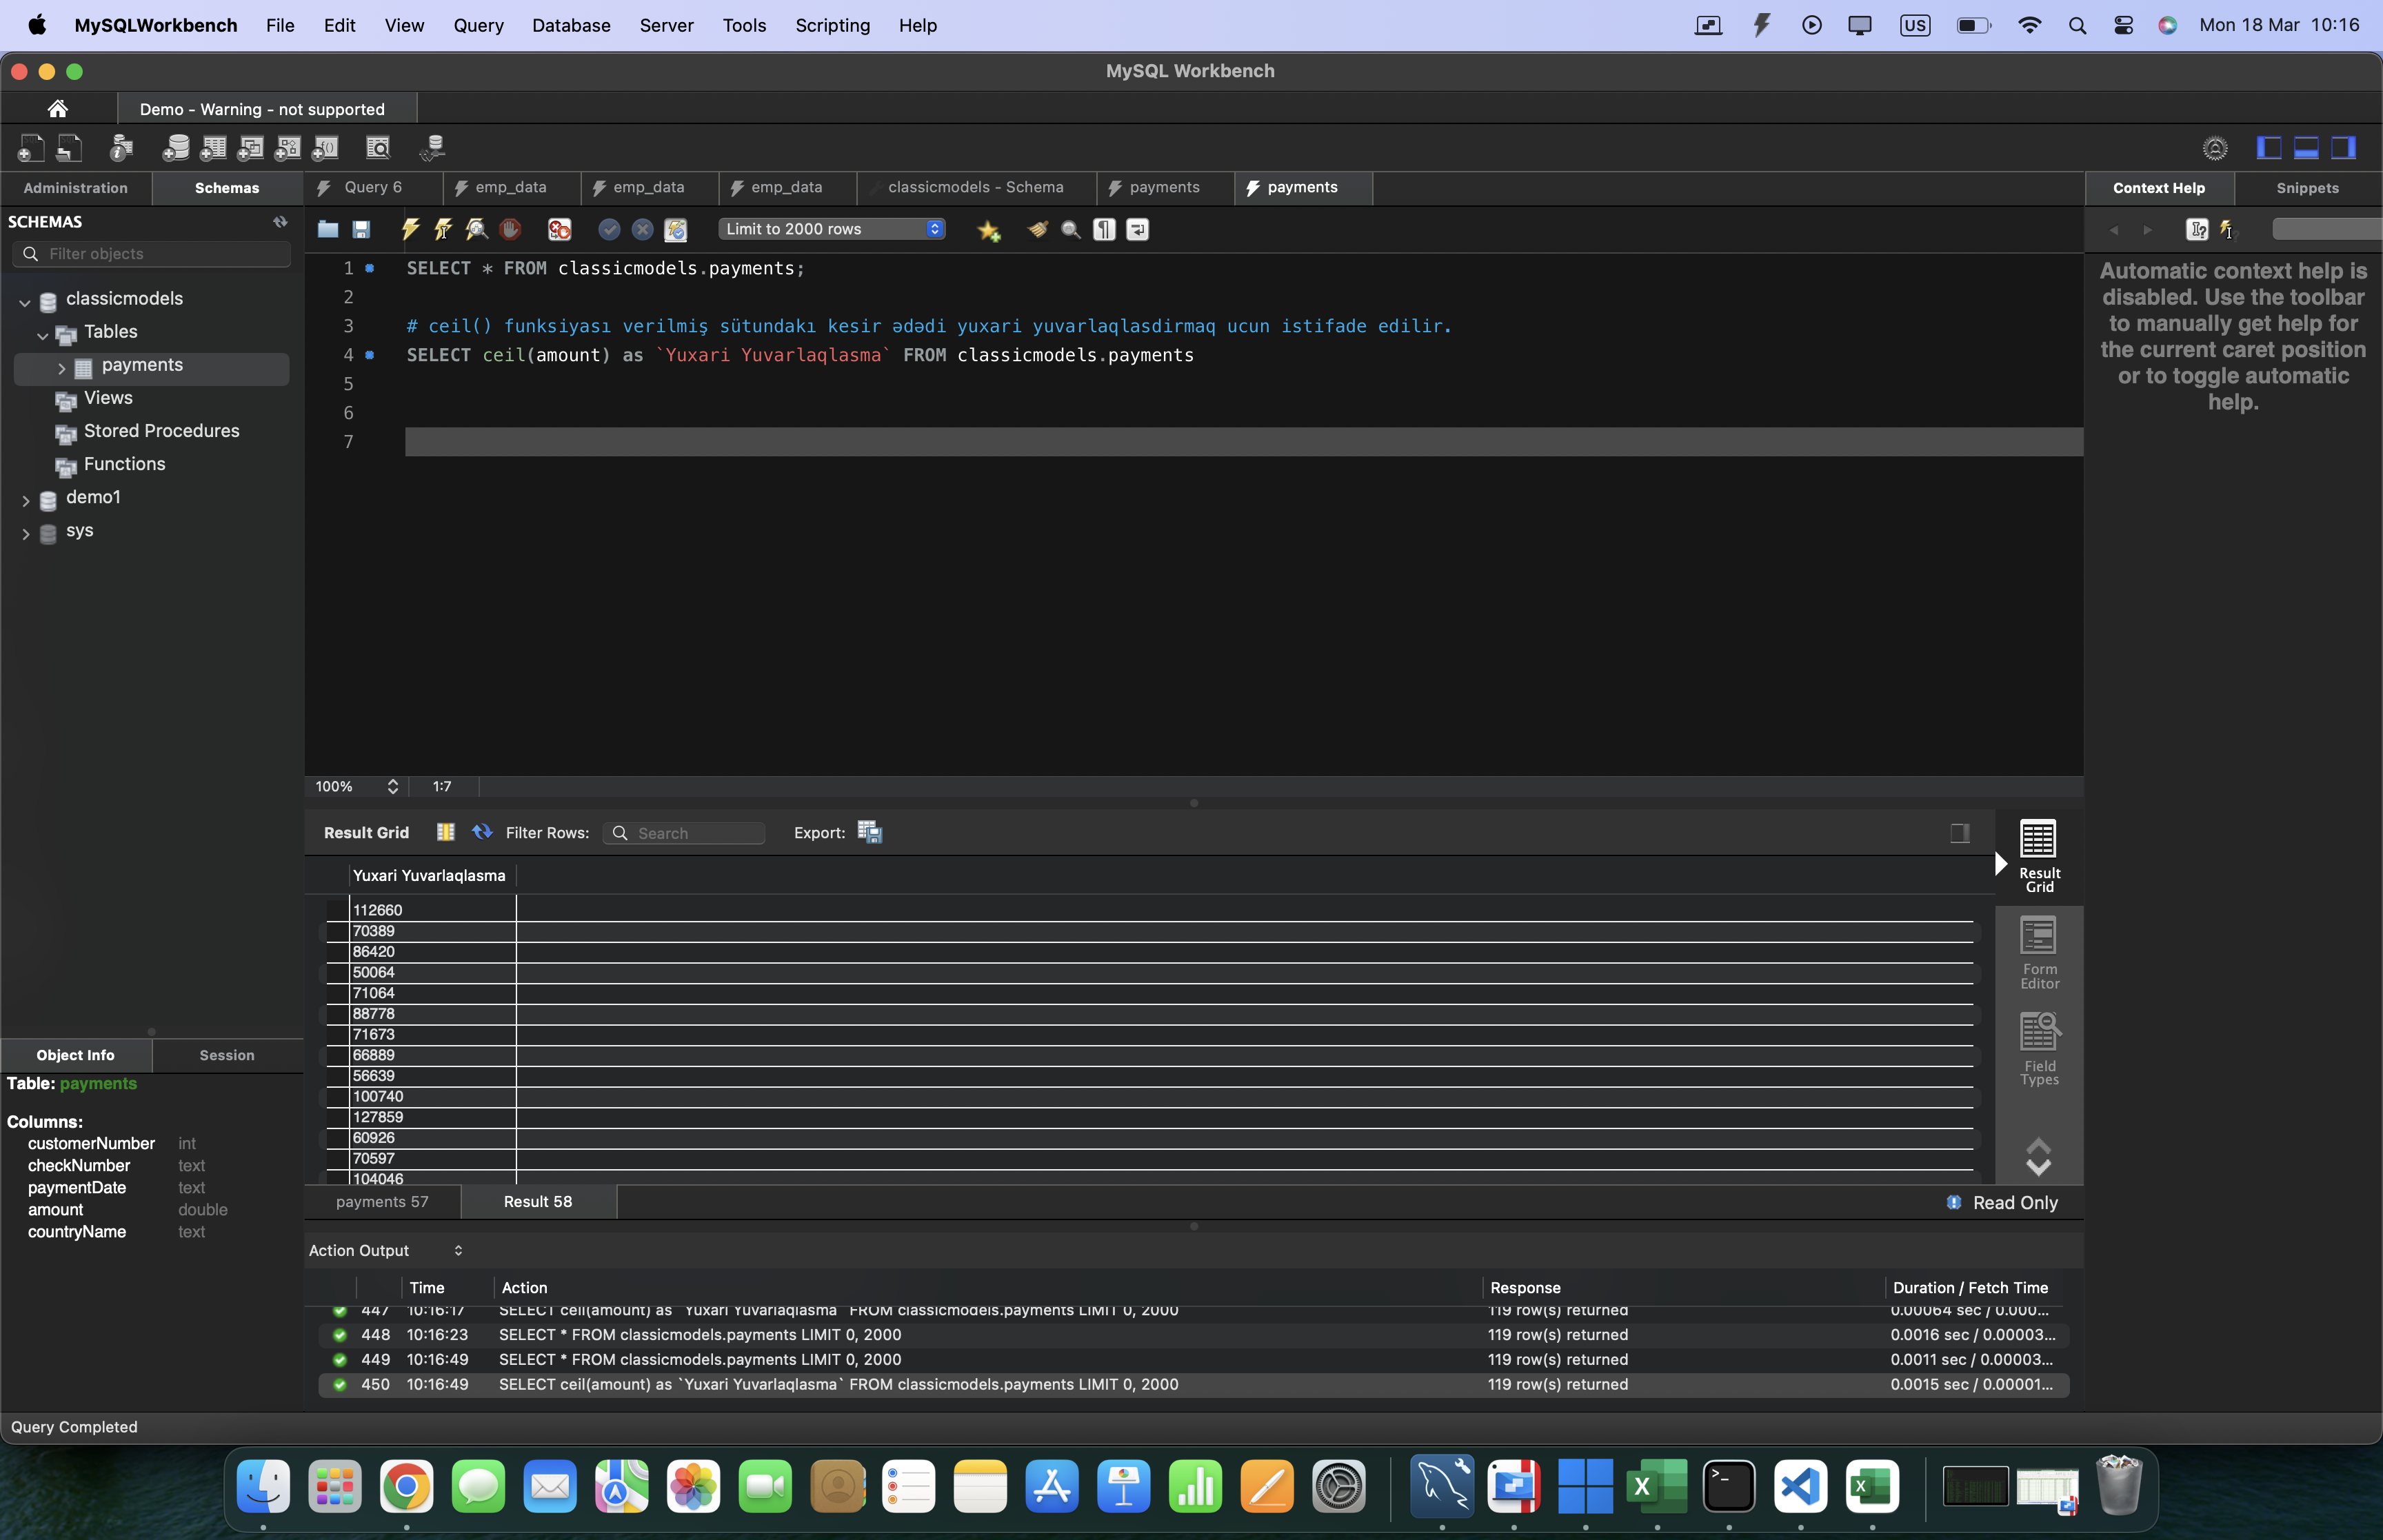 MySQLWorkbench File Edit View Query Database Server Tools Scripting Help US Mon 18 Mar 10:16
MySQL Workbench
Demo - Warning - not supported
Administration Schemas Query 6 emp_data emp_data emp_data classicmodels - Schema payments payments Context Help Snippets
SCHEMAS
Limit to 2000 rows
Filter objects
classicmodels
Tables
payments
Views
Stored Procedures
Functions
demo1
sys
1 SELECT * FROM classicmodels.payments;
2
3 # ceil() funksiyası verilmiş sütundakı kesir ədədi yuxari yuvarlaqlasdirmaq ucun istifade edilir.
4 SELECT ceil(amount) as `Yuxari Yuvarlaqlasma` FROM classicmodels.payments
5
6
7
Automatic context help is
disabled. Use the toolbar
to manually get help for
the current caret position
or to toggle automatic
help.
100% 1:7
Result Grid Filter Rows: Search Export:
Yuxari Yuvarlaqlasma
112660
70389
86420
50064
71064
88778
71673
66889
56639
100740
127859
60926
70597
104046
Result
Grid
Form
Editor
Field
Types
Object Info Session
Table: payments
Columns:
customerNumber int
checkNumber text
paymentDate text
amount double
countryName text
payments 57 Result 58 Read Only
Action Output
Time Action Response Duration / Fetch Time
447 10:16:17 SELECT ceil(amount) as `Yuxari Yuvarlaqlasma` FROM classicmodels.payments LIMIT 0, 2000 119 row(s) returned 0.00064 sec / 0.000...
448 10:16:23 SELECT * FROM classicmodels.payments LIMIT 0, 2000 119 row(s) returned 0.0016 sec / 0.00003...
449 10:16:49 SELECT * FROM classicmodels.payments LIMIT 0, 2000 119 row(s) returned 0.0011 sec / 0.00003...
450 10:16:49 SELECT ceil(amount) as `Yuxari Yuvarlaqlasma` FROM classicmodels.payments LIMIT 0, 2000 119 row(s) returned 0.0015 sec / 0.00001...
Query Completed